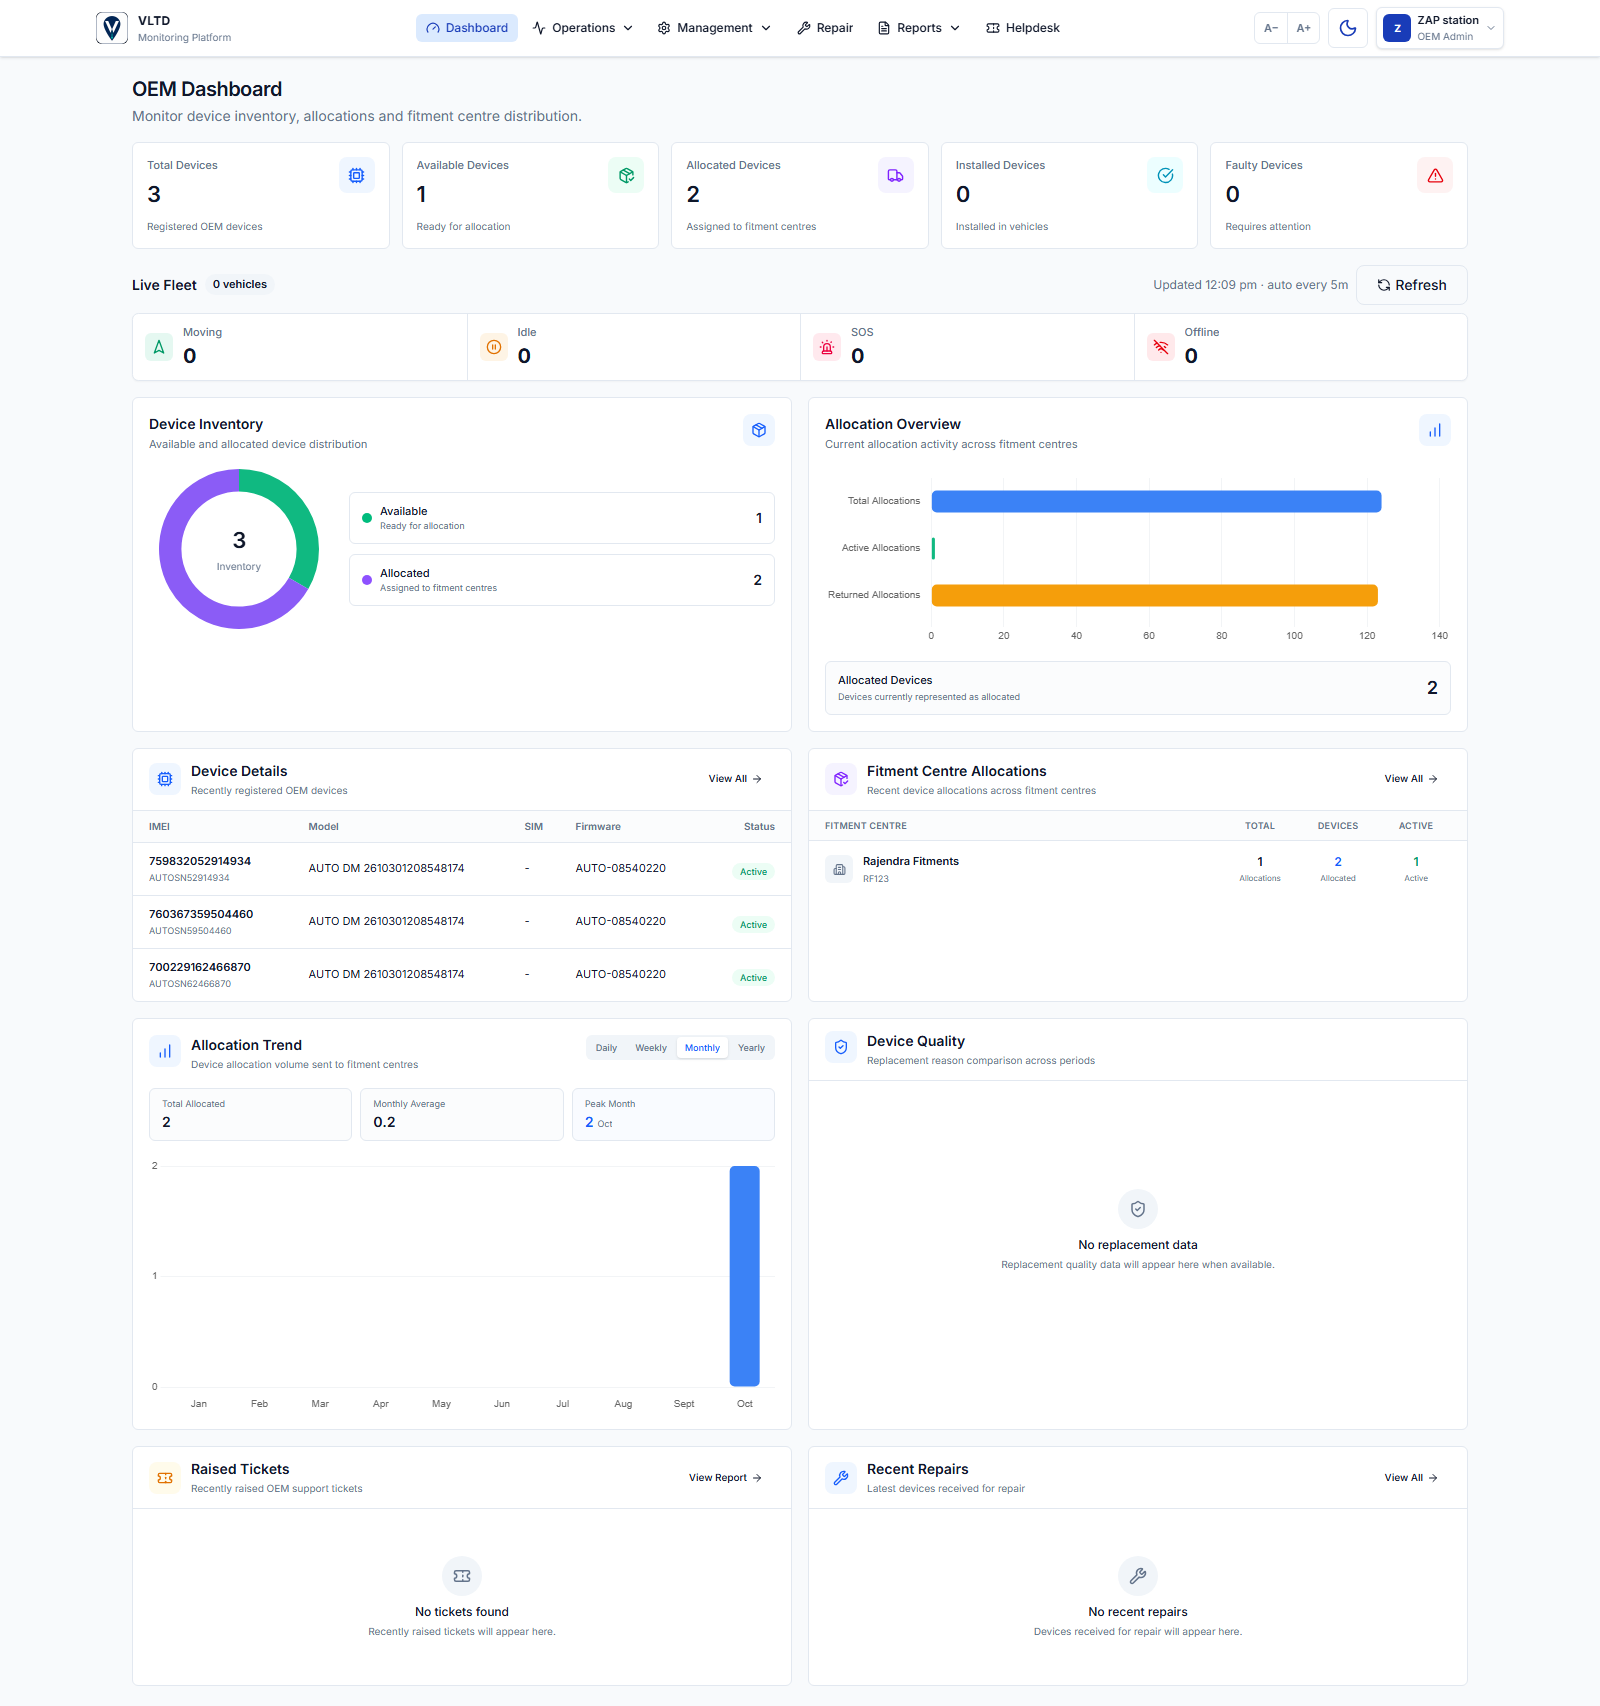 VLTD
Monitoring Platform
Dashboard
Operations
Management
Repair
Reports
Helpdesk
A−
A+
Z
ZAP station
OEM Admin
OEM Dashboard
Monitor device inventory, allocations and fitment centre distribution.
Total Devices
3
Registered OEM devices
Available Devices
1
Ready for allocation
Allocated Devices
2
Assigned to fitment centres
Installed Devices
0
Installed in vehicles
Faulty Devices
0
Requires attention
Live Fleet
0 vehicles
Updated 12:09 pm · auto every 5m
Refresh
Moving
0
Idle
0
SOS
0
Offline
0
Device Inventory
Available and allocated device distribution
3
Inventory
Available
Ready for allocation
1
Allocated
Assigned to fitment centres
2
Allocation Overview
Current allocation activity across fitment centres
Total Allocations
Active Allocations
Returned Allocations
0 20 40 60 80 100 120 140
Allocated Devices
Devices currently represented as allocated
2
Device Details
Recently registered OEM devices
View All
IMEI Model SIM Firmware Status
759832052914934
AUTOSN52914934
AUTO DM 2610301208548174 - AUTO-08540220 Active
760367359504460
AUTOSN59504460
AUTO DM 2610301208548174 - AUTO-08540220 Active
700229162466870
AUTOSN62466870
AUTO DM 2610301208548174 - AUTO-08540220 Active
Fitment Centre Allocations
Recent device allocations across fitment centres
View All
FITMENT CENTRE TOTAL DEVICES ACTIVE
Rajendra Fitments
RF123
1
Allocations
2
Allocated
1
Active
Allocation Trend
Device allocation volume sent to fitment centres
Daily Weekly Monthly Yearly
Total Allocated
2
Monthly Average
0.2
Peak Month
2 Oct
2
1
0
Jan Feb Mar Apr May Jun Jul Aug Sept Oct
Device Quality
Replacement reason comparison across periods
No replacement data
Replacement quality data will appear here when available.
Raised Tickets
Recently raised OEM support tickets
View Report
No tickets found
Recently raised tickets will appear here.
Recent Repairs
Latest devices received for repair
View All
No recent repairs
Devices received for repair will appear here.